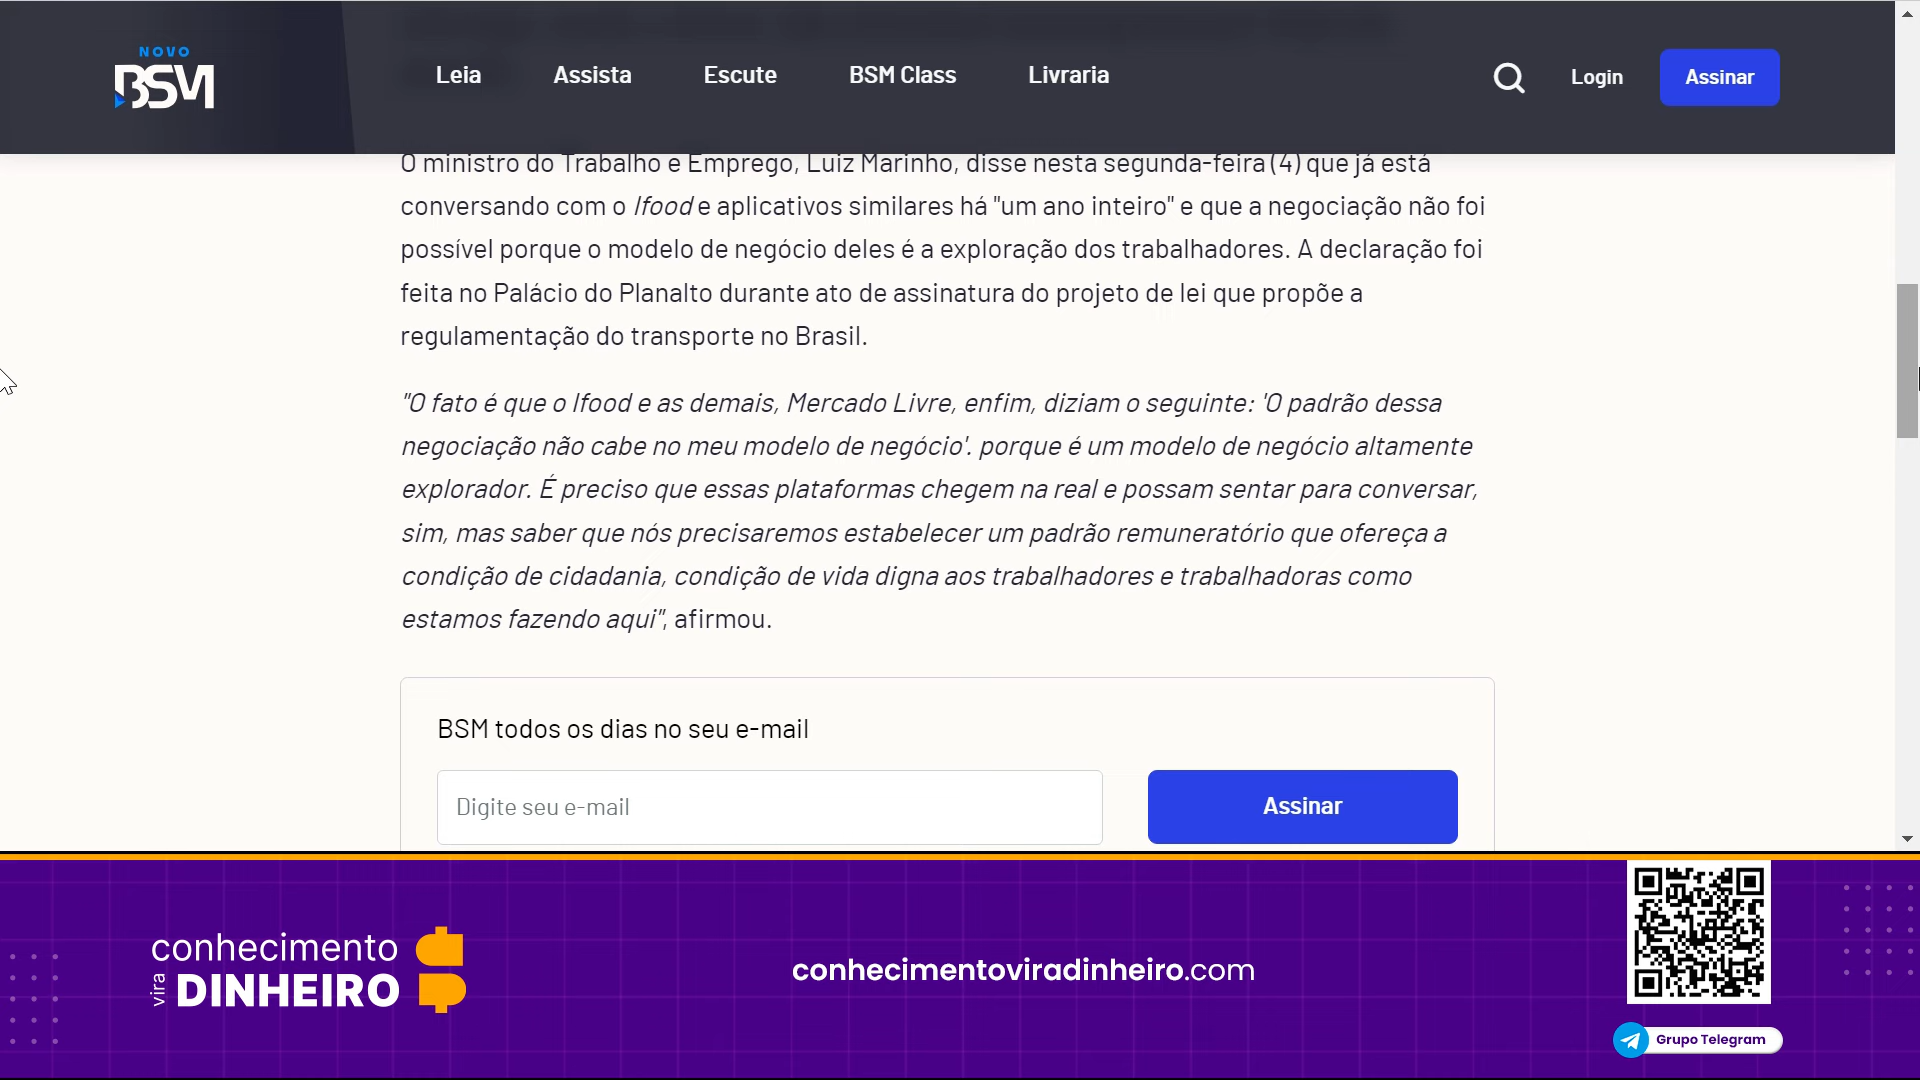 NOVO
BSM
Leia
Assista
Escute
BSM Class
Livraria
Login
Assinar
O ministro do Trabalho e Emprego, Luiz Marinho, disse nesta segunda-feira (4) que já está
conversando com o Ifood e aplicativos similares há "um ano inteiro" e que a negociação não foi
possível porque o modelo de negócio deles é a exploração dos trabalhadores. A declaração foi
feita no Palácio do Planalto durante ato de assinatura do projeto de lei que propõe a
regulamentação do transporte no Brasil.
"O fato é que o Ifood e as demais, Mercado Livre, enfim, diziam o seguinte: 'O padrão dessa
negociação não cabe no meu modelo de negócio'. porque é um modelo de negócio altamente
explorador. É preciso que essas plataformas chegem na real e possam sentar para conversar,
sim, mas saber que nós precisaremos estabelecer um padrão remuneratório que ofereça a
condição de cidadania, condição de vida digna aos trabalhadores e trabalhadoras como
estamos fazendo aqui", afirmou.
BSM todos os dias no seu e-mail
Digite seu e-mail
Assinar
conhecimento
vira
DINHEIRO
conhecimentoviradinheiro.com
Grupo Telegram